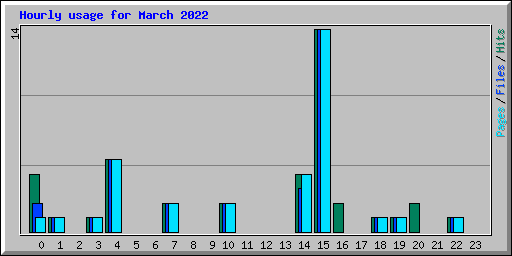 Hourly usage for March 2022
14
Pages/Files/Hits
0 1 2 3 4 5 6 7 8 9 10 11 12 13 14 15 16 17 18 19 20 21 22 23